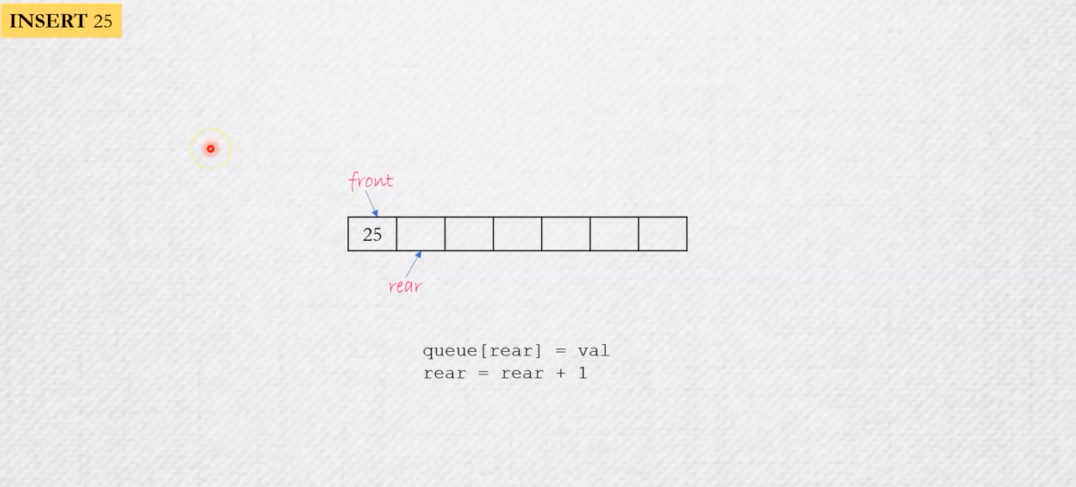 INSERT 25
front
25
rear
queue[rear] = val
rear = rear + 1